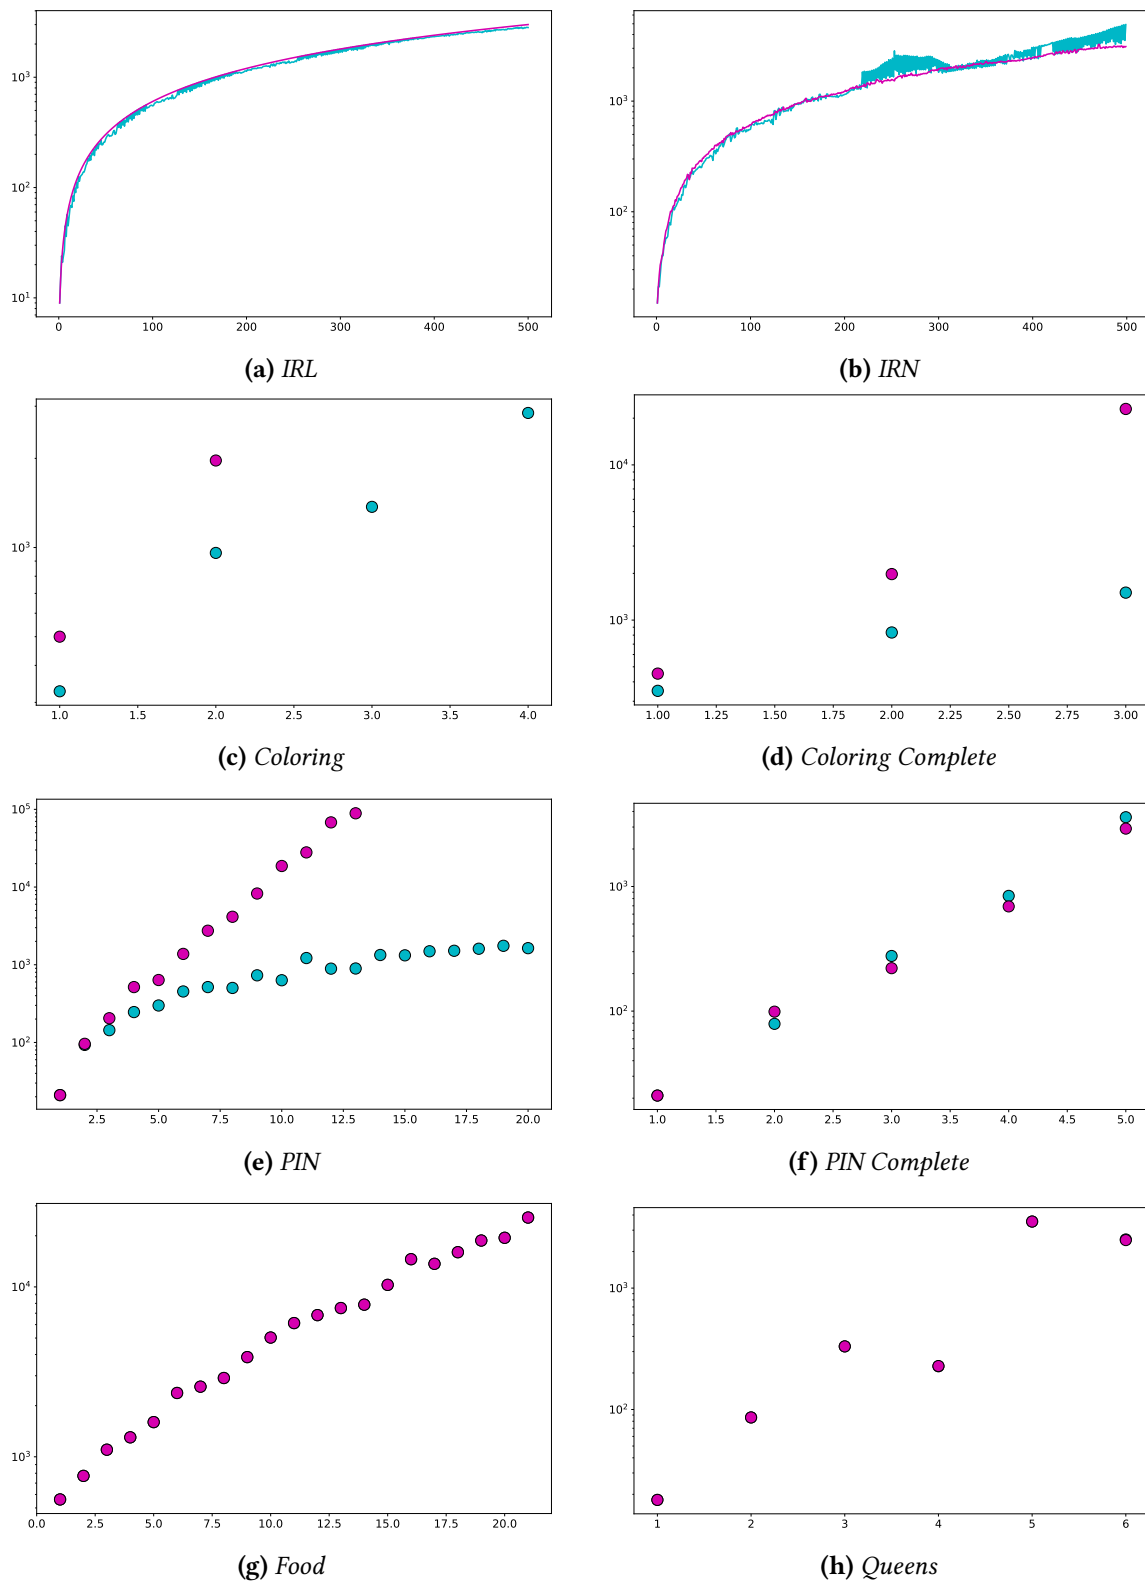 10³
10²
10¹
0 100 200 300 400 500
(a) IRL
10³
10²
0 100 200 300 400 500
(b) IRN
10³
1.0 1.5 2.0 2.5 3.0 3.5 4.0
(c) Coloring
10⁴
10³
1.00 1.25 1.50 1.75 2.00 2.25 2.50 2.75 3.00
(d) Coloring Complete
10⁵
10⁴
10³
10²
2.5 5.0 7.5 10.0 12.5 15.0 17.5 20.0
(e) PIN
10³
10²
1.0 1.5 2.0 2.5 3.0 3.5 4.0 4.5 5.0
(f) PIN Complete
10⁴
10³
0.0 2.5 5.0 7.5 10.0 12.5 15.0 17.5 20.0
(g) Food
10³
10²
1 2 3 4 5 6
(h) Queens